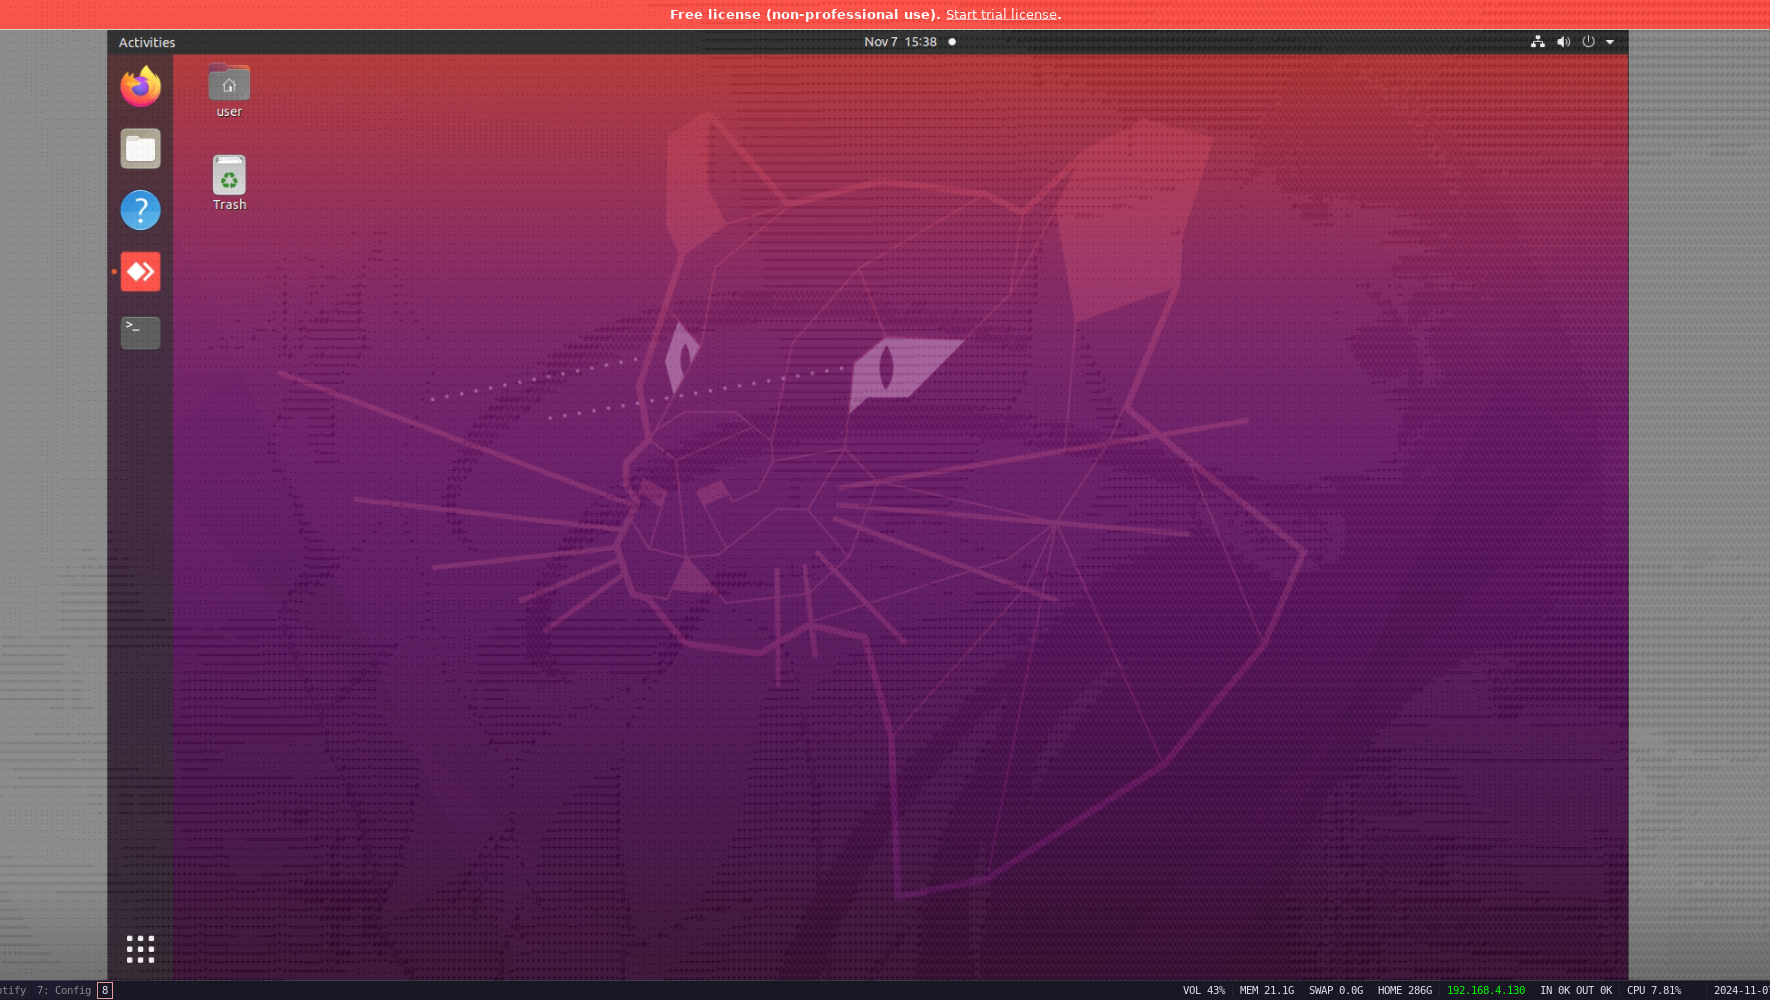 Free license (non-professional use). Start trial license.
Activities
Nov 7 15:38
user
Trash
7: Config 8
VOL 43% MEM 21.1G SWAP 0.0G HOME 286G 192.168.4.130 IN 0K OUT 0K CPU 7.81% 2024-11-0